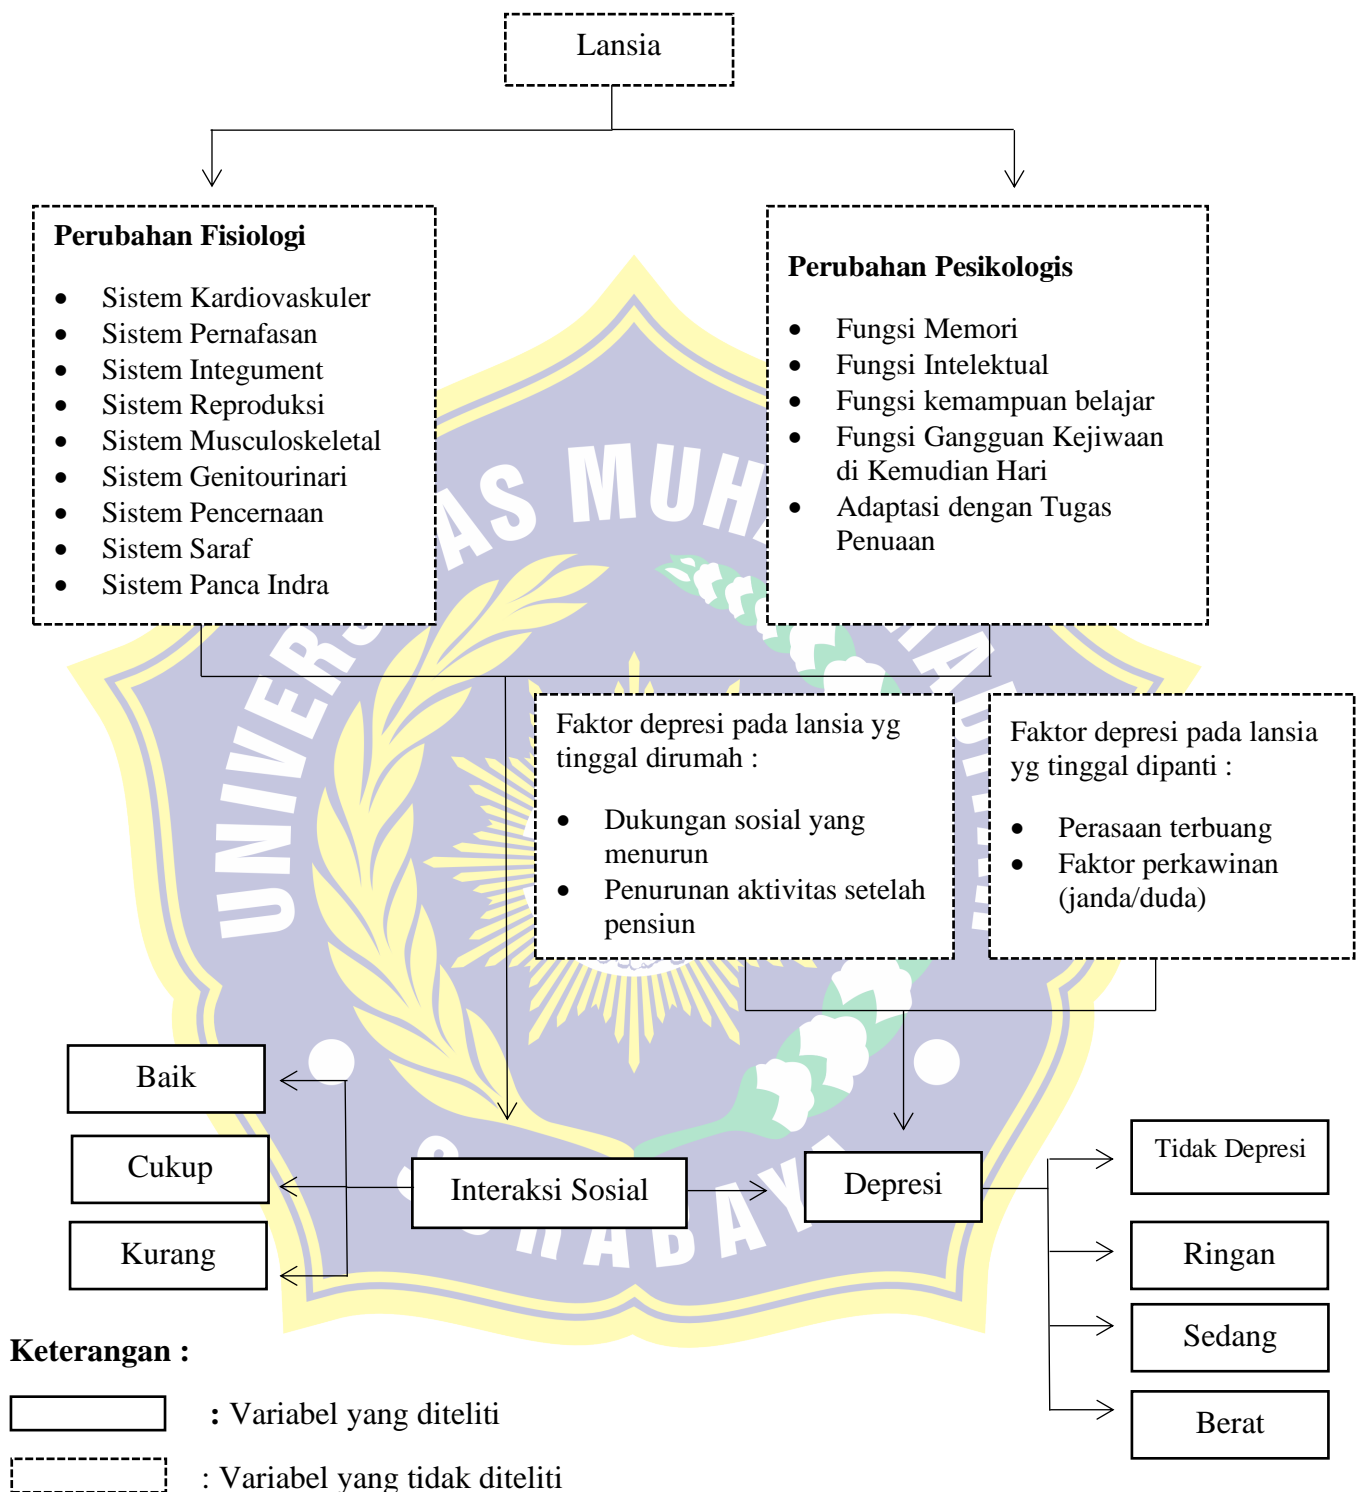 Lansia
Perubahan Fisiologi
• Sistem Kardiovaskuler
• Sistem Pernafasan
• Sistem Integument
• Sistem Reproduksi
• Sistem Musculoskeletal
• Sistem Genitourinari
• Sistem Pencernaan
• Sistem Saraf
• Sistem Panca Indra
Perubahan Pesikologis
• Fungsi Memori
• Fungsi Intelektual
• Fungsi kemampuan belajar
• Fungsi Gangguan Kejiwaan
di Kemudian Hari
• Adaptasi dengan Tugas
Penuaan
Faktor depresi pada lansia yg
tinggal dirumah :
• Dukungan sosial yang
menurun
• Penurunan aktivitas setelah
pensiun
Faktor depresi pada lansia
yg tinggal dipanti :
• Perasaan terbuang
• Faktor perkawinan
(janda/duda)
Baik
Cukup
Kurang
Interaksi Sosial
Depresi
Tidak Depresi
Ringan
Sedang
Berat
Keterangan :
: Variabel yang diteliti
: Variabel yang tidak diteliti